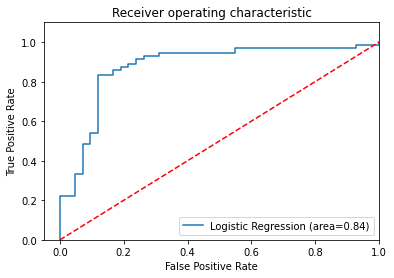 Receiver operating characteristic
True Positive Rate
1.0
0.8
0.6
0.4
0.2
0.0
Logistic Regression (area=0.84)
0.0 0.2 0.4 0.6 0.8 1.0
False Positive Rate